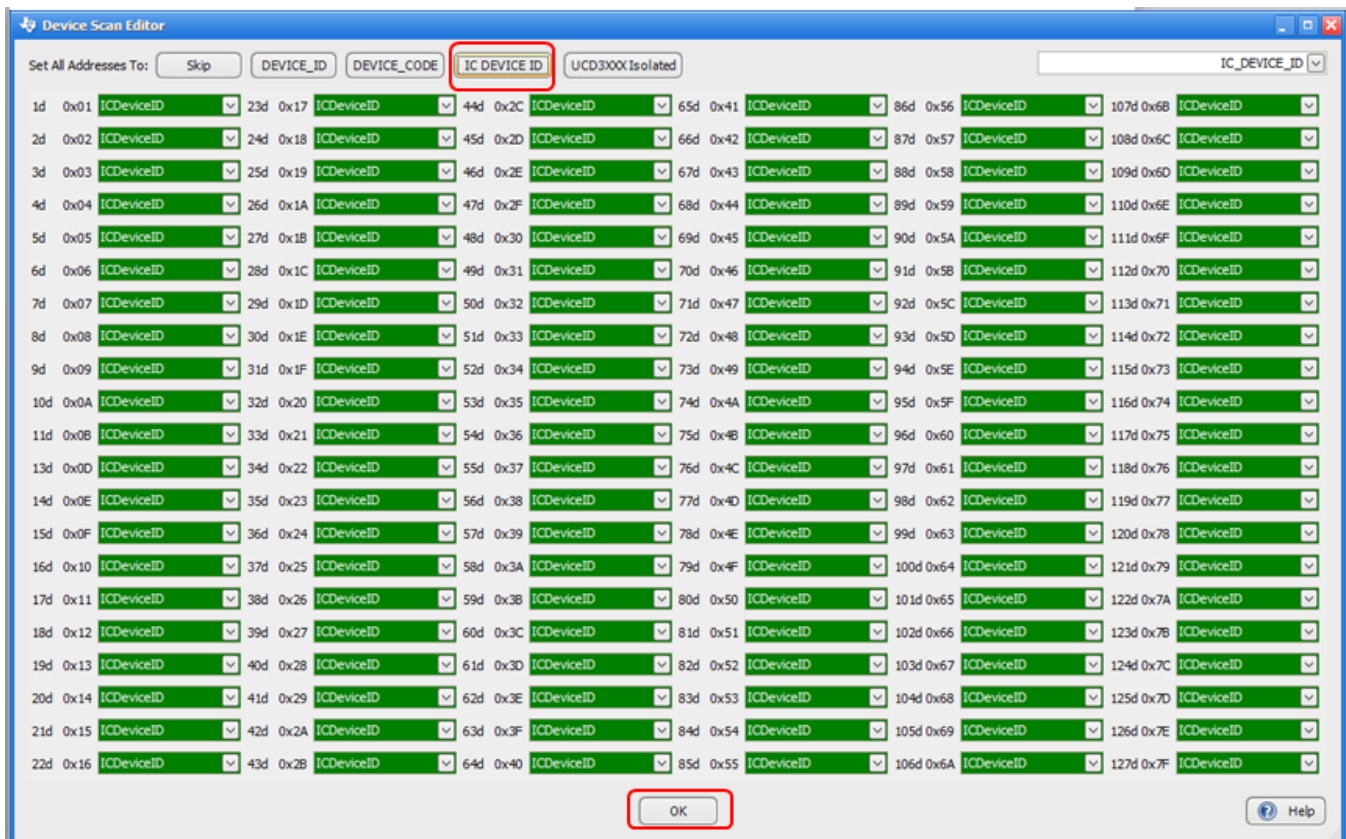 Device Scan Editor
Set All Addresses To: Skip DEVICE_ID DEVICE_CODE IC DEVICE ID UCD3XXX Isolated IC_DEVICE_ID
1d 0x01 ICDeviceID 23d 0x17 ICDeviceID 44d 0x2C ICDeviceID 65d 0x41 ICDeviceID 86d 0x56 ICDeviceID 107d 0x6B ICDeviceID
2d 0x02 ICDeviceID 24d 0x18 ICDeviceID 45d 0x2D ICDeviceID 66d 0x42 ICDeviceID 87d 0x57 ICDeviceID 108d 0x6C ICDeviceID
3d 0x03 ICDeviceID 25d 0x19 ICDeviceID 46d 0x2E ICDeviceID 67d 0x43 ICDeviceID 88d 0x58 ICDeviceID 109d 0x6D ICDeviceID
4d 0x04 ICDeviceID 26d 0x1A ICDeviceID 47d 0x2F ICDeviceID 68d 0x44 ICDeviceID 89d 0x59 ICDeviceID 110d 0x6E ICDeviceID
5d 0x05 ICDeviceID 27d 0x1B ICDeviceID 48d 0x30 ICDeviceID 69d 0x45 ICDeviceID 90d 0x5A ICDeviceID 111d 0x6F ICDeviceID
6d 0x06 ICDeviceID 28d 0x1C ICDeviceID 49d 0x31 ICDeviceID 70d 0x46 ICDeviceID 91d 0x5B ICDeviceID 112d 0x70 ICDeviceID
7d 0x07 ICDeviceID 29d 0x1D ICDeviceID 50d 0x32 ICDeviceID 71d 0x47 ICDeviceID 92d 0x5C ICDeviceID 113d 0x71 ICDeviceID
8d 0x08 ICDeviceID 30d 0x1E ICDeviceID 51d 0x33 ICDeviceID 72d 0x48 ICDeviceID 93d 0x5D ICDeviceID 114d 0x72 ICDeviceID
9d 0x09 ICDeviceID 31d 0x1F ICDeviceID 52d 0x34 ICDeviceID 73d 0x49 ICDeviceID 94d 0x5E ICDeviceID 115d 0x73 ICDeviceID
10d 0x0A ICDeviceID 32d 0x20 ICDeviceID 53d 0x35 ICDeviceID 74d 0x4A ICDeviceID 95d 0x5F ICDeviceID 116d 0x74 ICDeviceID
11d 0x0B ICDeviceID 33d 0x21 ICDeviceID 54d 0x36 ICDeviceID 75d 0x4B ICDeviceID 96d 0x60 ICDeviceID 117d 0x75 ICDeviceID
13d 0x0D ICDeviceID 34d 0x22 ICDeviceID 55d 0x37 ICDeviceID 76d 0x4C ICDeviceID 97d 0x61 ICDeviceID 118d 0x76 ICDeviceID
14d 0x0E ICDeviceID 35d 0x23 ICDeviceID 56d 0x38 ICDeviceID 77d 0x4D ICDeviceID 98d 0x62 ICDeviceID 119d 0x77 ICDeviceID
15d 0x0F ICDeviceID 36d 0x24 ICDeviceID 57d 0x39 ICDeviceID 78d 0x4E ICDeviceID 99d 0x63 ICDeviceID 120d 0x78 ICDeviceID
16d 0x10 ICDeviceID 37d 0x25 ICDeviceID 58d 0x3A ICDeviceID 79d 0x4F ICDeviceID 100d 0x64 ICDeviceID 121d 0x79 ICDeviceID
17d 0x11 ICDeviceID 38d 0x26 ICDeviceID 59d 0x3B ICDeviceID 80d 0x50 ICDeviceID 101d 0x65 ICDeviceID 122d 0x7A ICDeviceID
18d 0x12 ICDeviceID 39d 0x27 ICDeviceID 60d 0x3C ICDeviceID 81d 0x51 ICDeviceID 102d 0x66 ICDeviceID 123d 0x7B ICDeviceID
19d 0x13 ICDeviceID 40d 0x28 ICDeviceID 61d 0x3D ICDeviceID 82d 0x52 ICDeviceID 103d 0x67 ICDeviceID 124d 0x7C ICDeviceID
20d 0x14 ICDeviceID 41d 0x29 ICDeviceID 62d 0x3E ICDeviceID 83d 0x53 ICDeviceID 104d 0x68 ICDeviceID 125d 0x7D ICDeviceID
21d 0x15 ICDeviceID 42d 0x2A ICDeviceID 63d 0x3F ICDeviceID 84d 0x54 ICDeviceID 105d 0x69 ICDeviceID 126d 0x7E ICDeviceID
22d 0x16 ICDeviceID 43d 0x2B ICDeviceID 64d 0x40 ICDeviceID 85d 0x55 ICDeviceID 106d 0x6A ICDeviceID 127d 0x7F ICDeviceID
OK Help